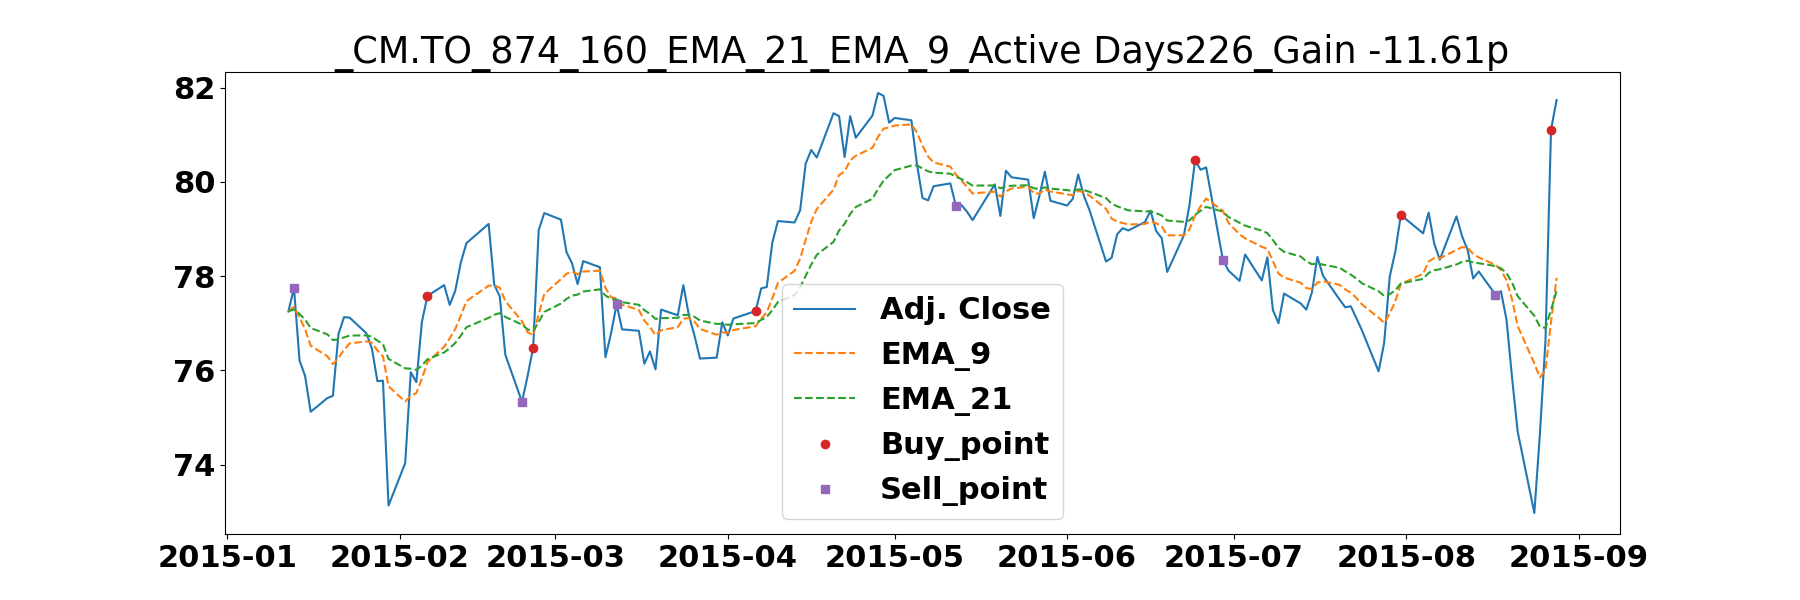 _CM.TO_874_160_EMA_21_EMA_9_Active Days226_Gain -11.61p
82
80
78
76
74
Adj. Close
EMA_9
EMA_21
Buy_point
Sell_point
2015-01 2015-02 2015-03 2015-04 2015-05 2015-06 2015-07 2015-08 2015-09